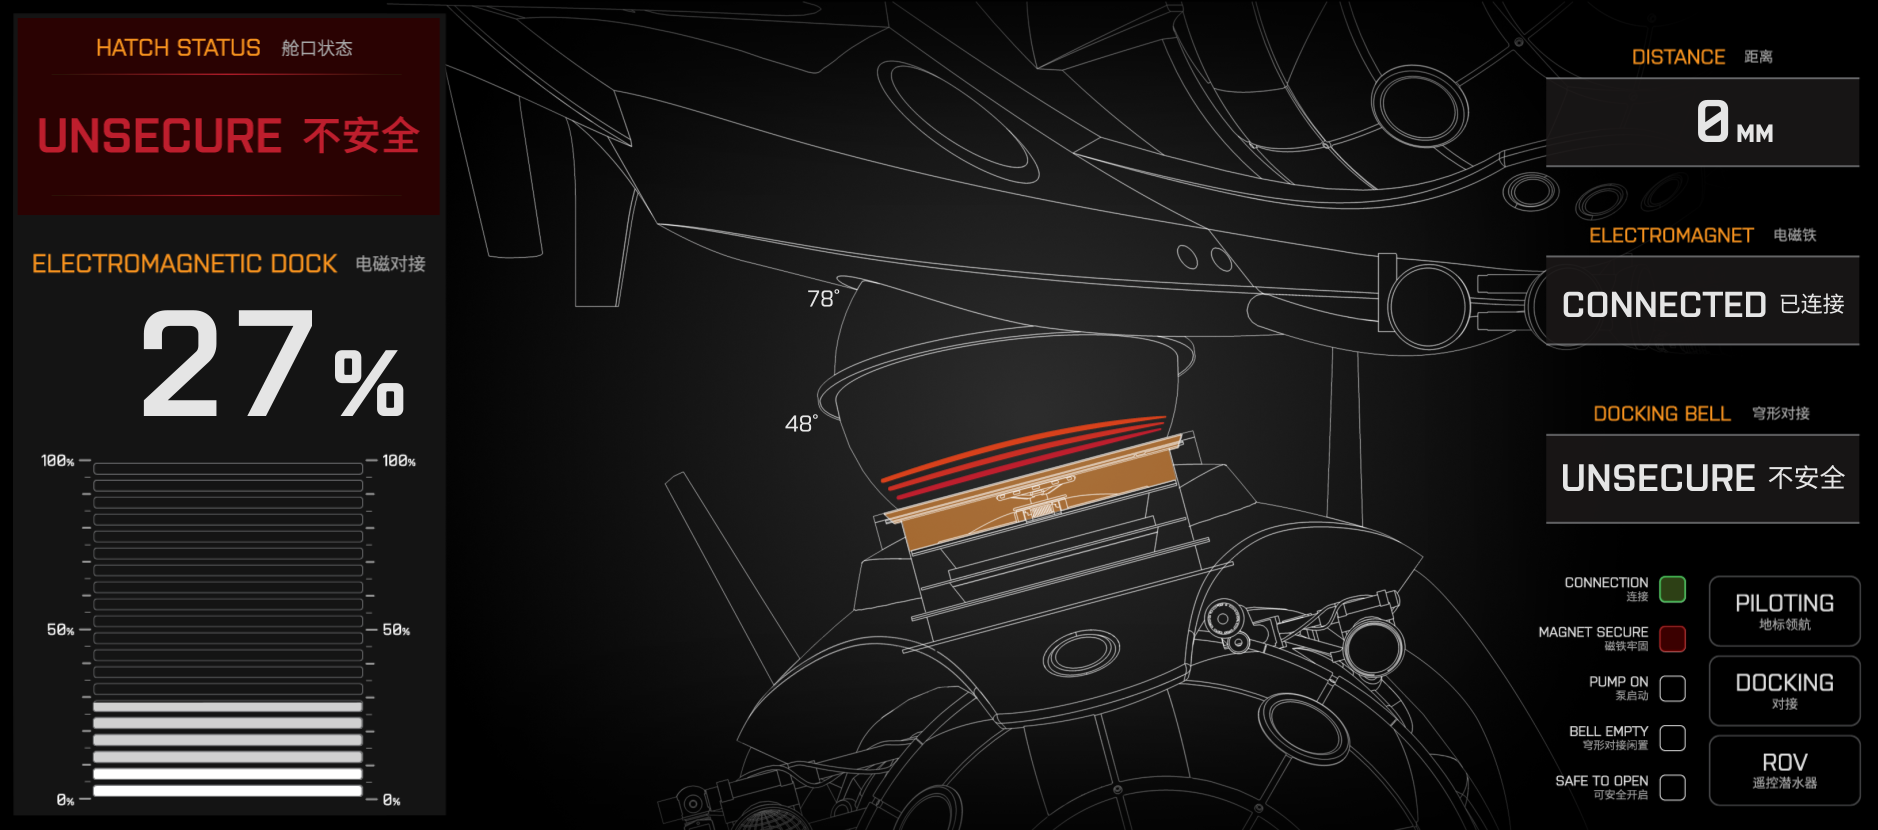 HATCH STATUS 舱口状态
UNSECURE 不安全
ELECTROMAGNETIC DOCK 电磁对接
27%
100% 100%
50% 50%
0% 0%
78°
48°
DISTANCE 距离
0 MM
ELECTROMAGNET 电磁铁
CONNECTED 已连接
DOCKING BELL 穹形对接
UNSECURE 不安全
CONNECTION
连接
MAGNET SECURE
磁铁牢固
PUMP ON
泵启动
BELL EMPTY
穹形对接闲置
SAFE TO OPEN
可安全开启
PILOTING
地标领航
DOCKING
对接
ROV
遥控潜水器